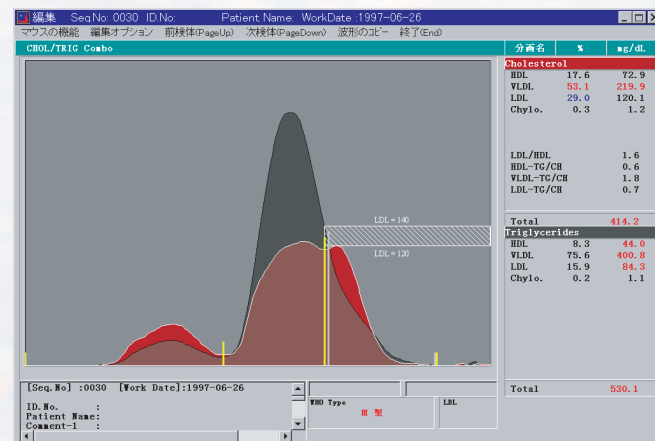 編集 Seq.No: 0030 ID.No: Patient Name: WorkDate :1997-06-26
マウスの機能 編集オプション 前検体(PageUp) 次検体(PageDown) 波形のコピー 終了(End)
CHOL/TRIG Combo 分画名 % mg/dL
Cholesterol
HDL 17.6 72.9
VLDL 53.1 219.9
LDL 29.0 120.1
Chylo. 0.3 1.2
LDL/HDL 1.6
HDL-TG/CH 0.6
VLDL-TG/CH 1.8
LDL-TG/CH 0.7
LDL=140
LDL=120
Total 414.2
Triglycerides
HDL 8.3 44.0
VLDL 75.6 400.8
LDL 15.9 84.3
Chylo. 0.2 1.1
Total 530.1
[Seq.No] :0030 [Work Date]:1997-06-26
ID.No. :
Patient Name:
Comment-1 :
WHO Type
III 型
LDL